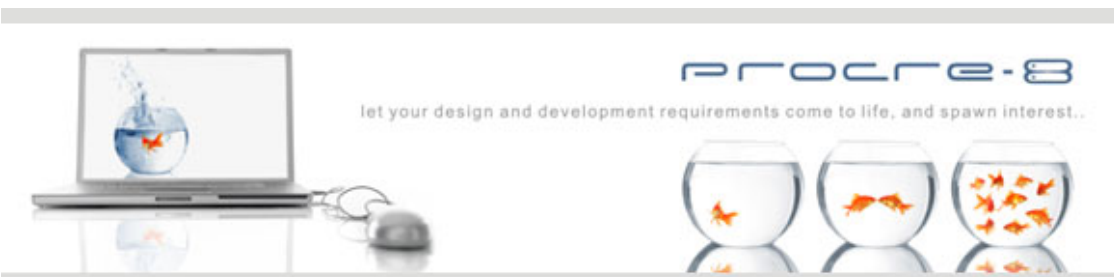 procre-8
let your design and development requirements come to life, and spawn interest..